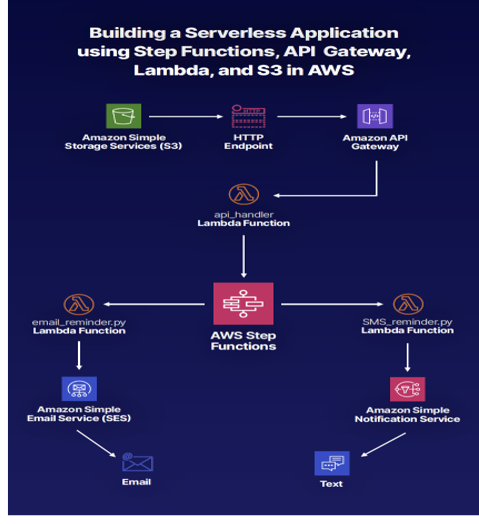 Building a Serverless Application
using Step Functions, API Gateway,
Lambda, and S3 in AWS
Amazon Simple
Storage Services (S3)
HTTP
HTTP
Endpoint
Amazon API
Gateway
api_handler
Lambda Function
email_reminder.py
Lambda Function
AWS Step
Functions
SMS_reminder.py
Lambda Function
Amazon Simple
Email Service (SES)
Amazon Simple
Notification Service
Email
Text